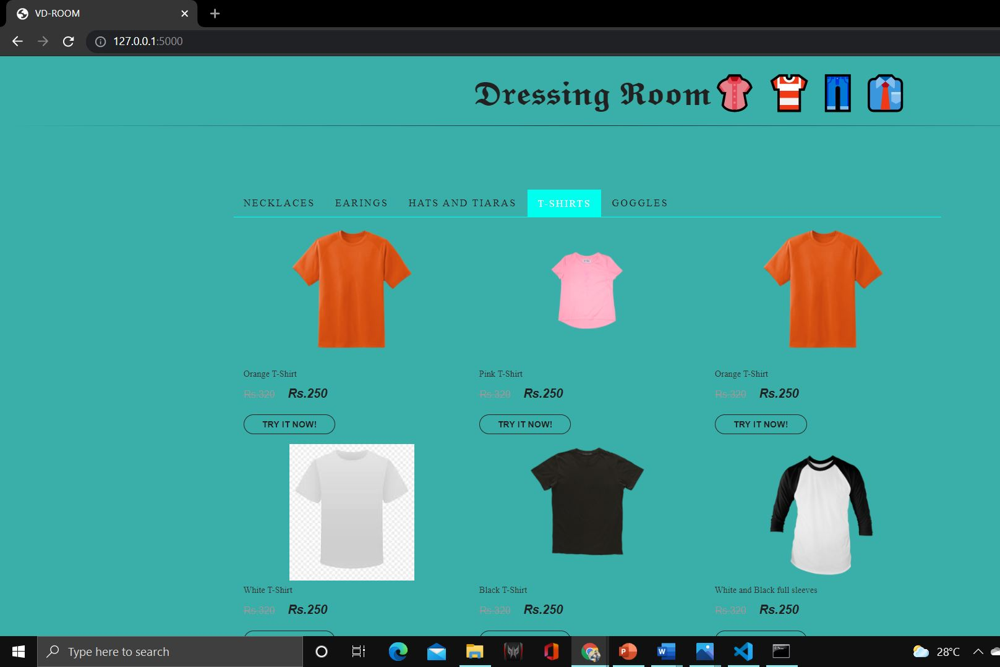 VD-ROOM
127.0.0.1:5000
Dressing Room
NECKLACES EARINGS HATS AND TIARAS T-SHIRTS GOGGLES
Orange T-Shirt Pink T-Shirt Orange T-Shirt
Rs.320 Rs.250 Rs.320 Rs.250 Rs.320 Rs.250
TRY IT NOW! TRY IT NOW! TRY IT NOW!
White T-Shirt Black T-Shirt White and Black full sleeves
Rs.320 Rs.250 Rs.320 Rs.250 Rs.320 Rs.250
Type here to search 28°C